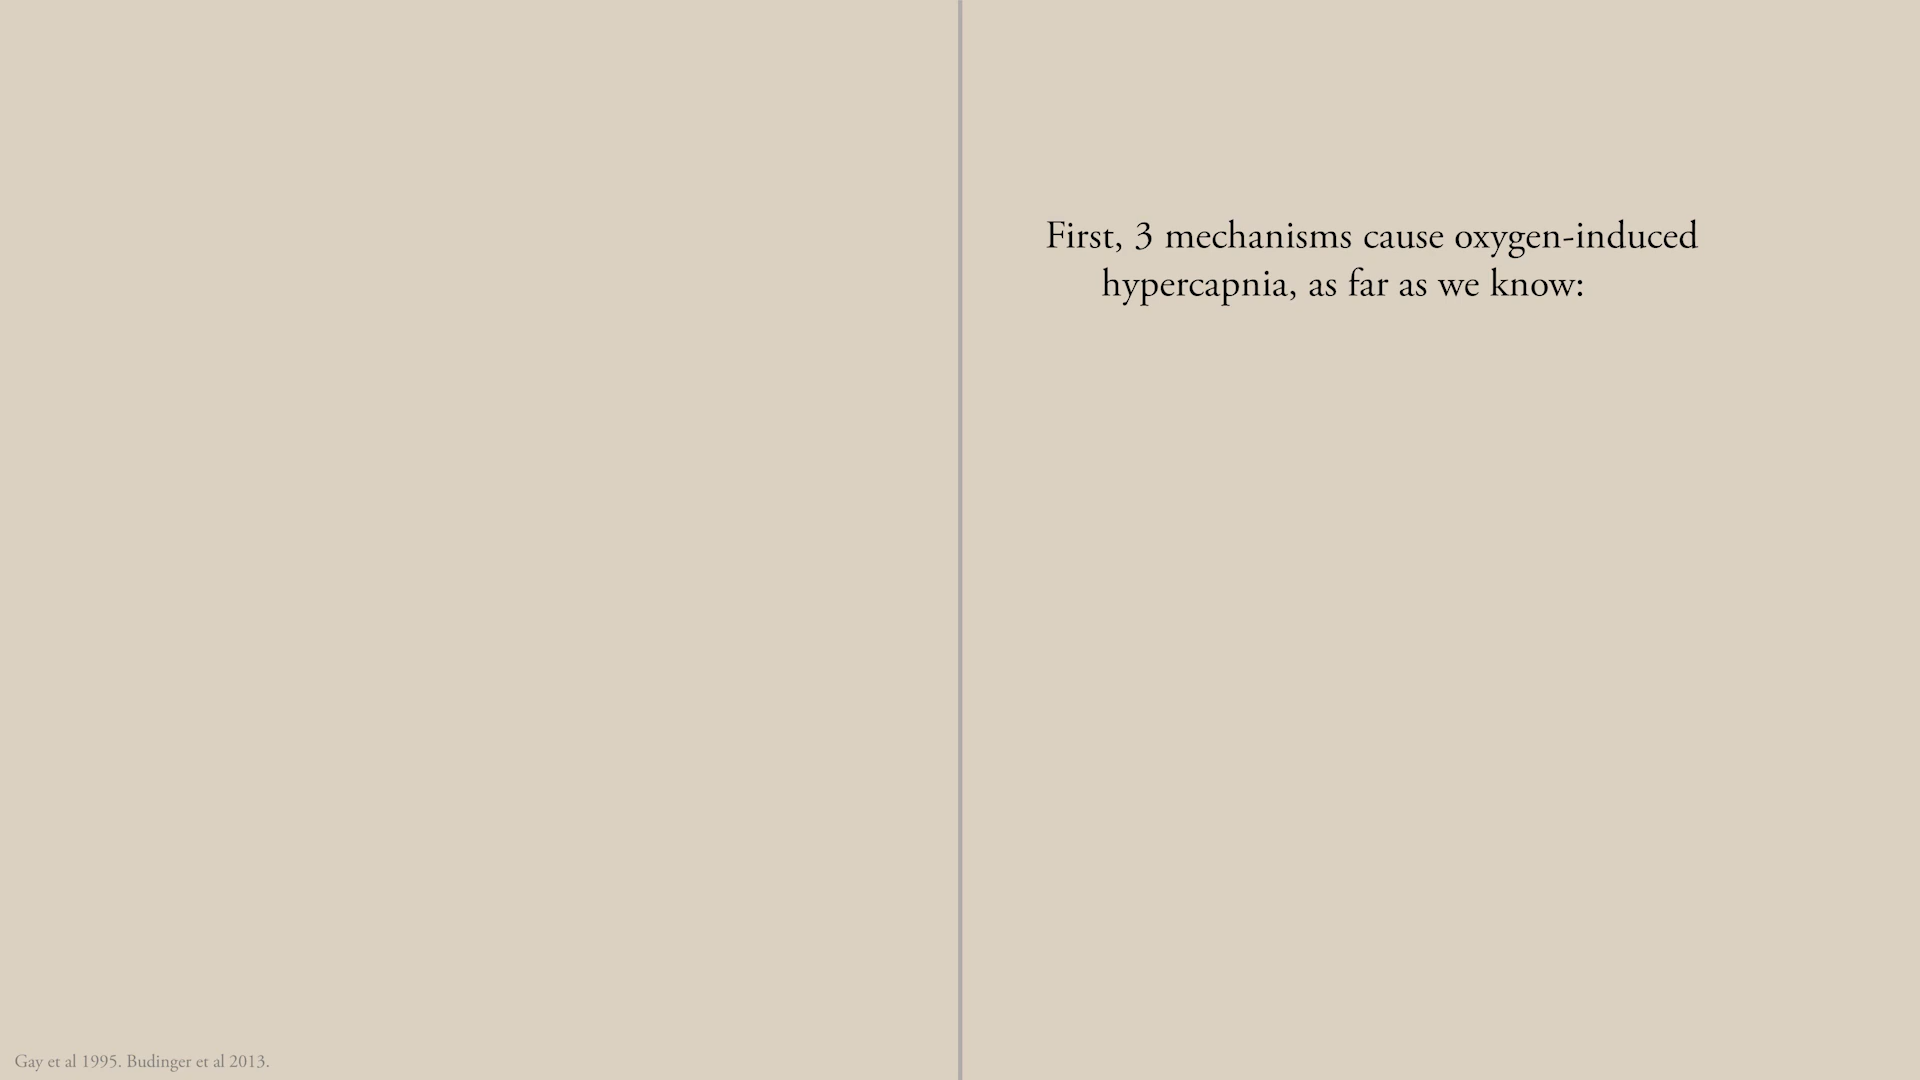 First, 3 mechanisms cause oxygen-induced
hypercapnia, as far as we know:
Gay et al 1995. Budinger et al 2013.